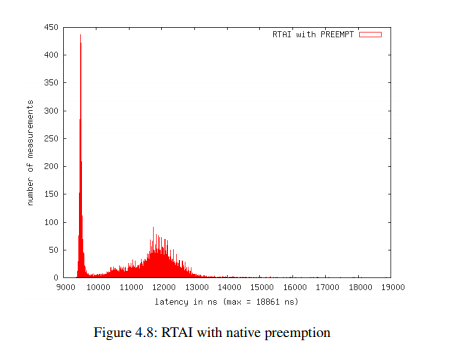 RTAI with PREEMPT
450
400
350
300
250
200
150
100
50
0
number of measurements
9000 10000 11000 12000 13000 14000 15000 16000 17000 18000 19000
latency in ns (max = 18861 ns)
Figure 4.8: RTAI with native preemption